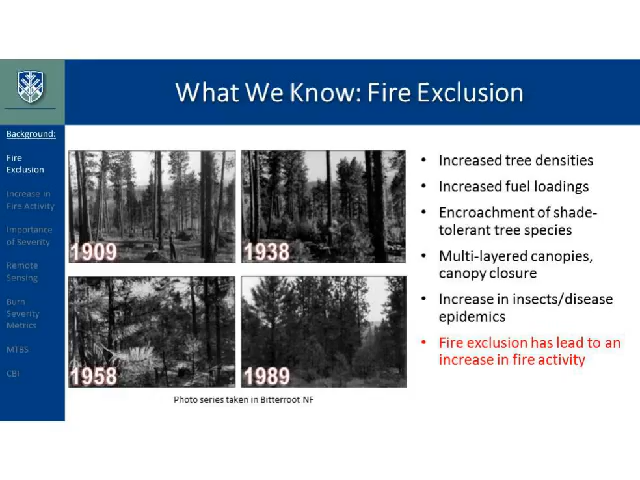 What We Know: Fire Exclusion
Background:
Fire
Exclusion
Increase in
Fire Activity
Importance
of Severity
Remote
Sensing
Burn
Severity
Metrics
MTBS
CBI
1909
1938
1958
1989
Photo series taken in Bitterroot NF
• Increased tree densities
• Increased fuel loadings
• Encroachment of shade-
tolerant tree species
• Multi-layered canopies,
canopy closure
• Increase in insects/disease
epidemics
• Fire exclusion has lead to an
increase in fire activity